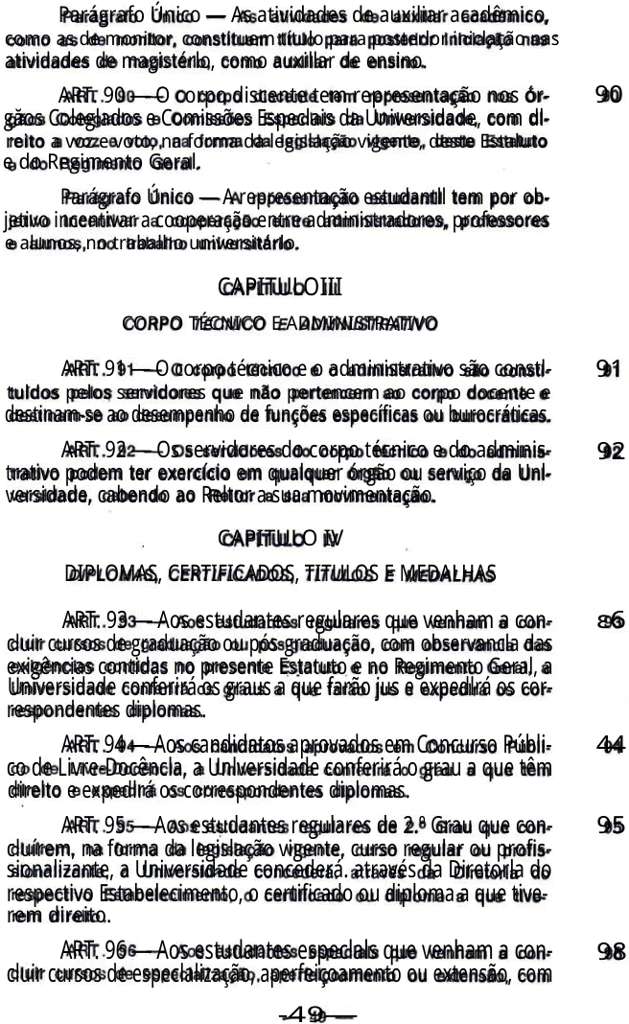 Parágrafo Único — As atividades de auxiliar acadêmico,
como as de monitor, constituem título para posterior iniciação nas
atividades de magistério, como auxiliar de ensino.
ART. 90 — O corpo discente tem representação nos ór- 90
gãos Colegiados e Comissões Especiais da Universidade, com di-
reito a voz e voto, na forma da legislação vigente, deste Estatuto
e do Regimento Geral.
Parágrafo Único — A representação estudantil tem por ob-
jetivo incentivar a cooperação entre administradores, professores
e alunos, no trabalho universitário.
CAPITULO III
CORPO TÉCNICO E ADMINISTRATIVO
ART. 91 — O corpo técnico e o administrativo são consti- 91
tuídos pelos servidores que não pertencem ao corpo docente e
destinam-se ao desempenho de funções específicas ou burocráticas.
ART. 92 — Os servidores do corpo técnico e do adminis- 92
trativo podem ter exercício em qualquer órgão ou serviço da Uni-
versidade, cabendo ao Reitor a sua movimentação.
CAPITULO IV
DIPLOMAS, CERTIFICADOS, TITULOS E MEDALHAS
ART. 93 — Aos estudantes regulares que venham a con-
cluir cursos de graduação ou pós-graduação, com observancia das
exigências contidas no presente Estatuto e no Regimento Geral, a
Universidade conferirá os graus a que farão jus e expedirá os cor-
respondentes diplomas.
ART. 94 — Aos candidatos aprovados em Concurso Públi-
co de Livre-Docência, a Universidade conferirá o grau a que têm
direito e expedirá os correspondentes diplomas.
ART. 95 — Aos estudantes regulares de 2.º Grau que con- 95
cluírem, na forma da legislação vigente, curso regular ou profis-
sionalizante, a Universidade concederá. através da Diretoria do
respectivo Estabelecimento, o certificado ou diploma a que tive-
rem direito.
ART. 96 — Aos estudantes especiais que venham a con- 98
cluir cursos de especialização, aperfeiçoamento ou extensão, com
— 49 —